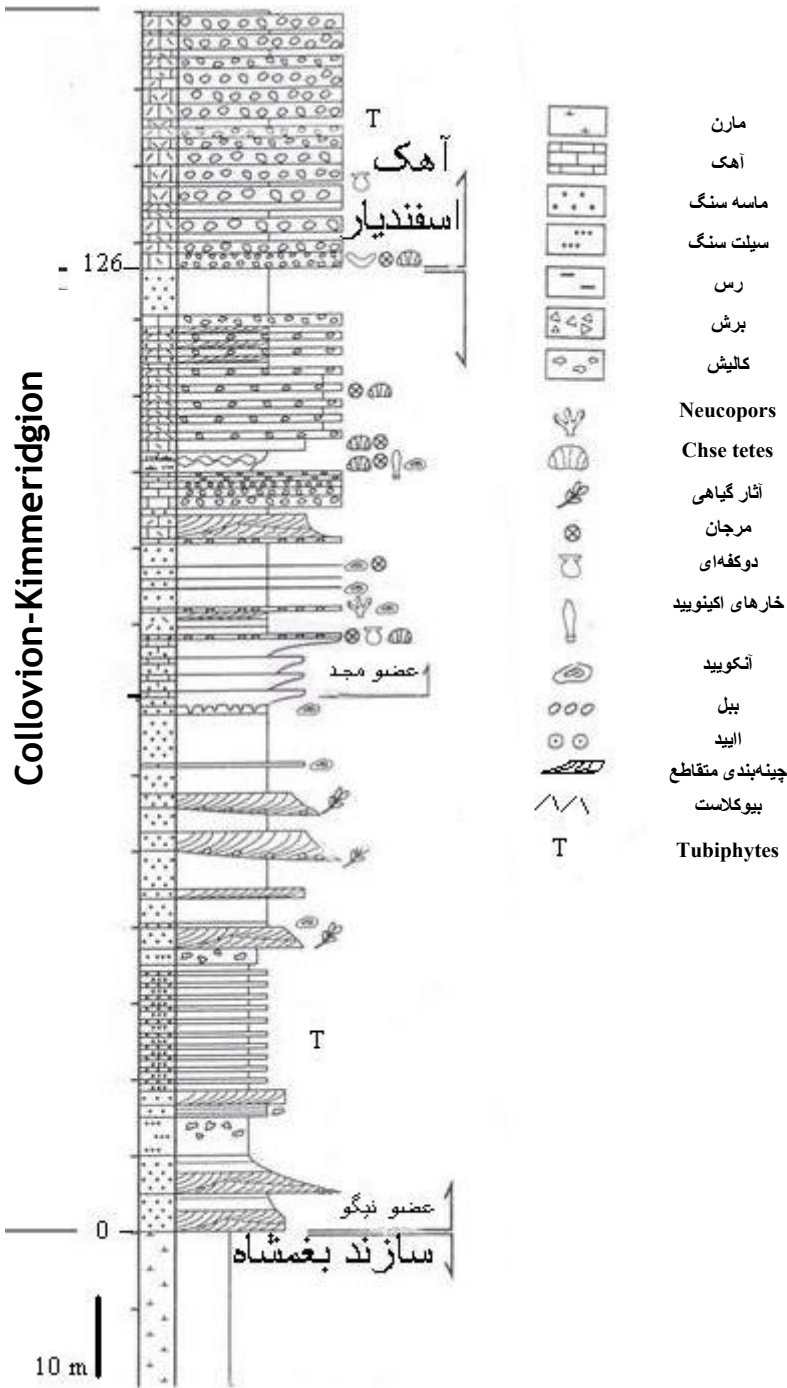 Collovion-Kimmeridgion
T
آهک
اسفندیار
126
عضو مجد
T
عضو نیگو
0
سازند بغمشاه
10 m
مارن
آهک
ماسه سنگ
سیلت سنگ
رس
برش
کالیش
Neucopors
Chse tetes
آثار گیاهی
مرجان
دوکفه‌ای
خارهای اکینویید
آنکویید
ببل
اایید
چینه‌بندی متقاطع
بیوکلاست
T
Tubiphytes